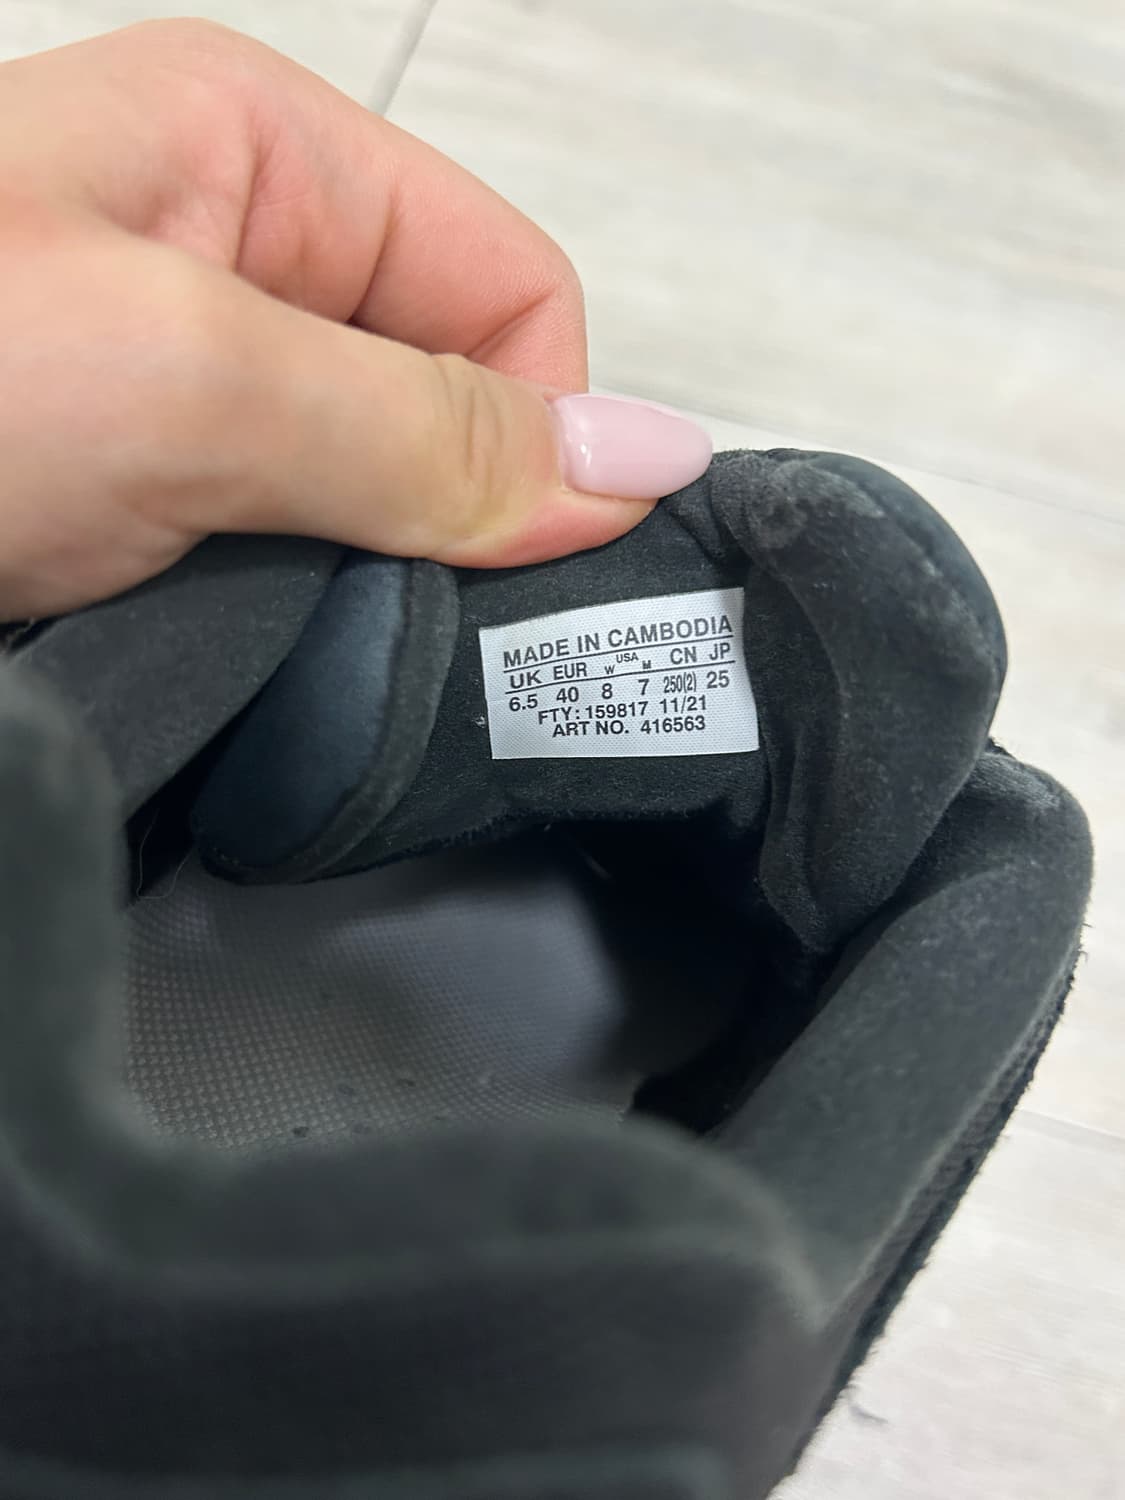 MADE IN CAMBODIA
UK EUR W USA M CN JP
6.5 40 8 7 250(2) 25
FTY: 159817 11/21
ART NO. 416563